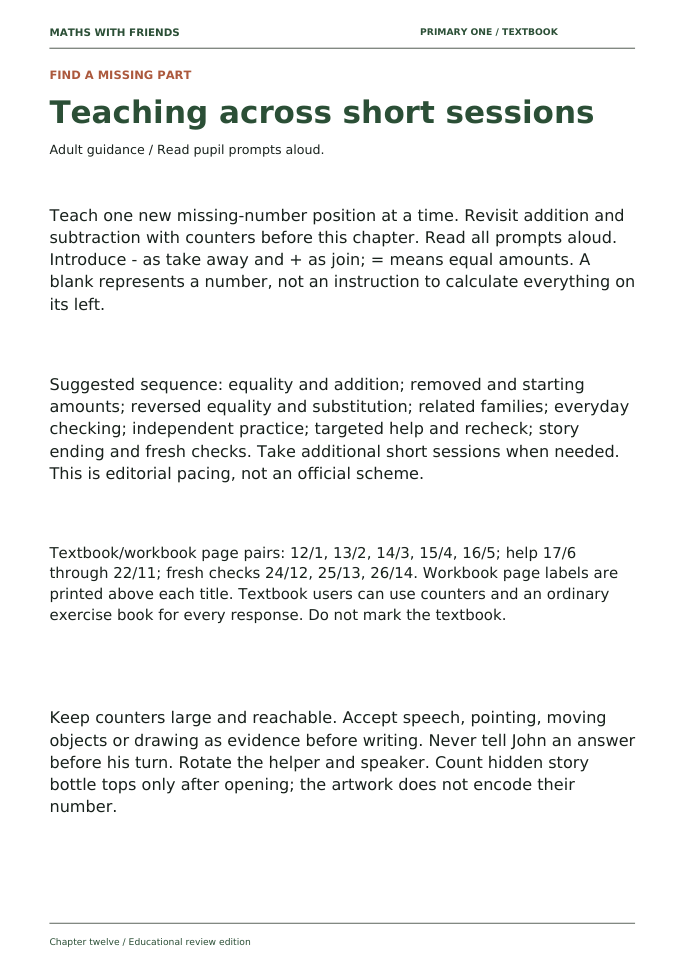 MATHS WITH FRIENDS
PRIMARY ONE / TEXTBOOK
FIND A MISSING PART
Teaching across short sessions
Adult guidance / Read pupil prompts aloud.
Teach one new missing-number position at a time. Revisit addition and
subtraction with counters before this chapter. Read all prompts aloud.
Introduce - as take away and + as join; = means equal amounts. A
blank represents a number, not an instruction to calculate everything on
its left.
Suggested sequence: equality and addition; removed and starting
amounts; reversed equality and substitution; related families; everyday
checking; independent practice; targeted help and recheck; story
ending and fresh checks. Take additional short sessions when needed.
This is editorial pacing, not an official scheme.
Textbook/workbook page pairs: 12/1, 13/2, 14/3, 15/4, 16/5; help 17/6
through 22/11; fresh checks 24/12, 25/13, 26/14. Workbook page labels are
printed above each title. Textbook users can use counters and an ordinary
exercise book for every response. Do not mark the textbook.
Keep counters large and reachable. Accept speech, pointing, moving
objects or drawing as evidence before writing. Never tell John an answer
before his turn. Rotate the helper and speaker. Count hidden story
bottle tops only after opening; the artwork does not encode their
number.
Chapter twelve / Educational review edition